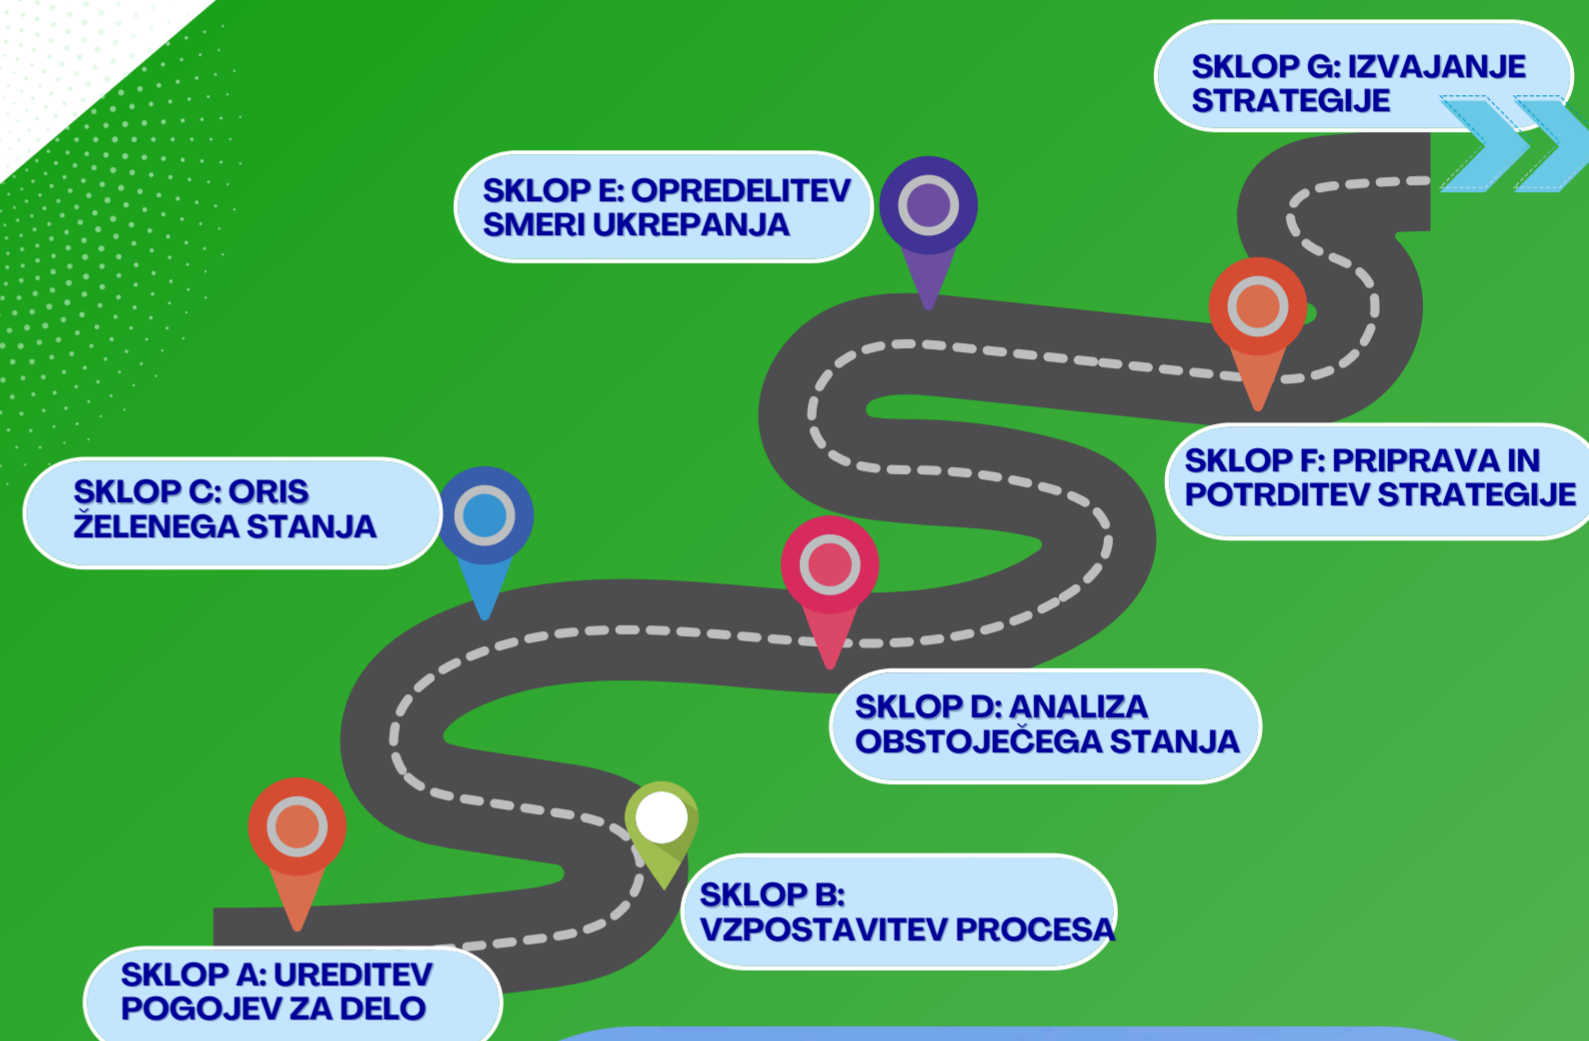 SKLOP G: IZVAJANJE
STRATEGIJE
SKLOP E: OPREDELITEV
SMERI UKREPANJA
SKLOP F: PRIPRAVA IN
POTRDITEV STRATEGIJE
SKLOP C: ORIS
ŽELENEGA STANJA
SKLOP D: ANALIZA
OBSTOJEČEGA STANJA
SKLOP B:
VZPOSTAVITEV PROCESA
SKLOP A: UREDITEV
POGOJEV ZA DELO